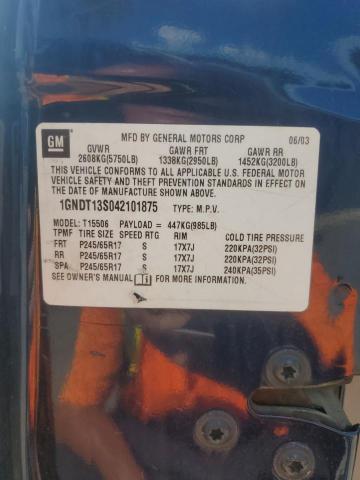 GM
MFD BY GENERAL MOTORS CORP 06/03
GVWR GAWR FRT GAWR RR
2608KG(5750LB) 1338KG(2950LB) 1452KG(3200LB)
THIS VEHICLE CONFORMS TO ALL APPLICABLE U.S. FEDERAL MOTOR
VEHICLE SAFETY, BUMPER, AND THEFT PREVENTION STANDARDS IN
EFFECT ON THE DATE OF MANUFACTURE SHOWN ABOVE.
1GNDT13S042101875 TYPE: M.P.V.
MODEL: T15506 PAYLOAD = 447KG(985LB)
TPMF TIRE SIZE SPEED RTG RIM COLD TIRE PRESSURE
FRT P245/65R17 S 17X7J 220KPA(32PSI)
RR P245/65R17 S 17X7J 220KPA(32PSI)
SPA P245/65R17 S 17X7J 240KPA(35PSI)
SEE OWNER'S MANUAL FOR MORE INFORMATION.